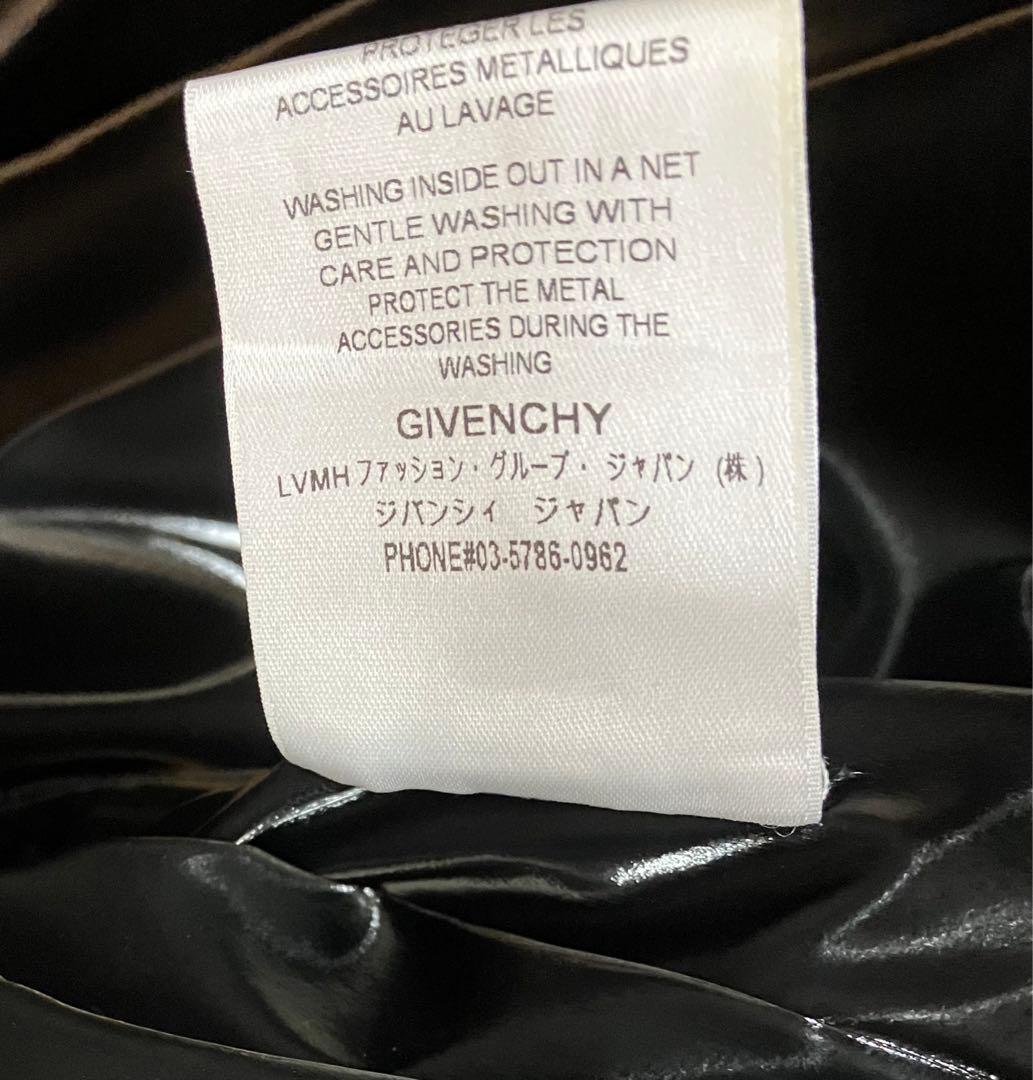 PROTEGER LES
ACCESSOIRES METALLIQUES
AU LAVAGE
WASHING INSIDE OUT IN A NET
GENTLE WASHING WITH
CARE AND PROTECTION
PROTECT THE METAL
ACCESSORIES DURING THE
WASHING
GIVENCHY
LVMH ファッション・グループ・ ジャパン (株)
ジバンシィ ジャパン
PHONE#03-5786-0962